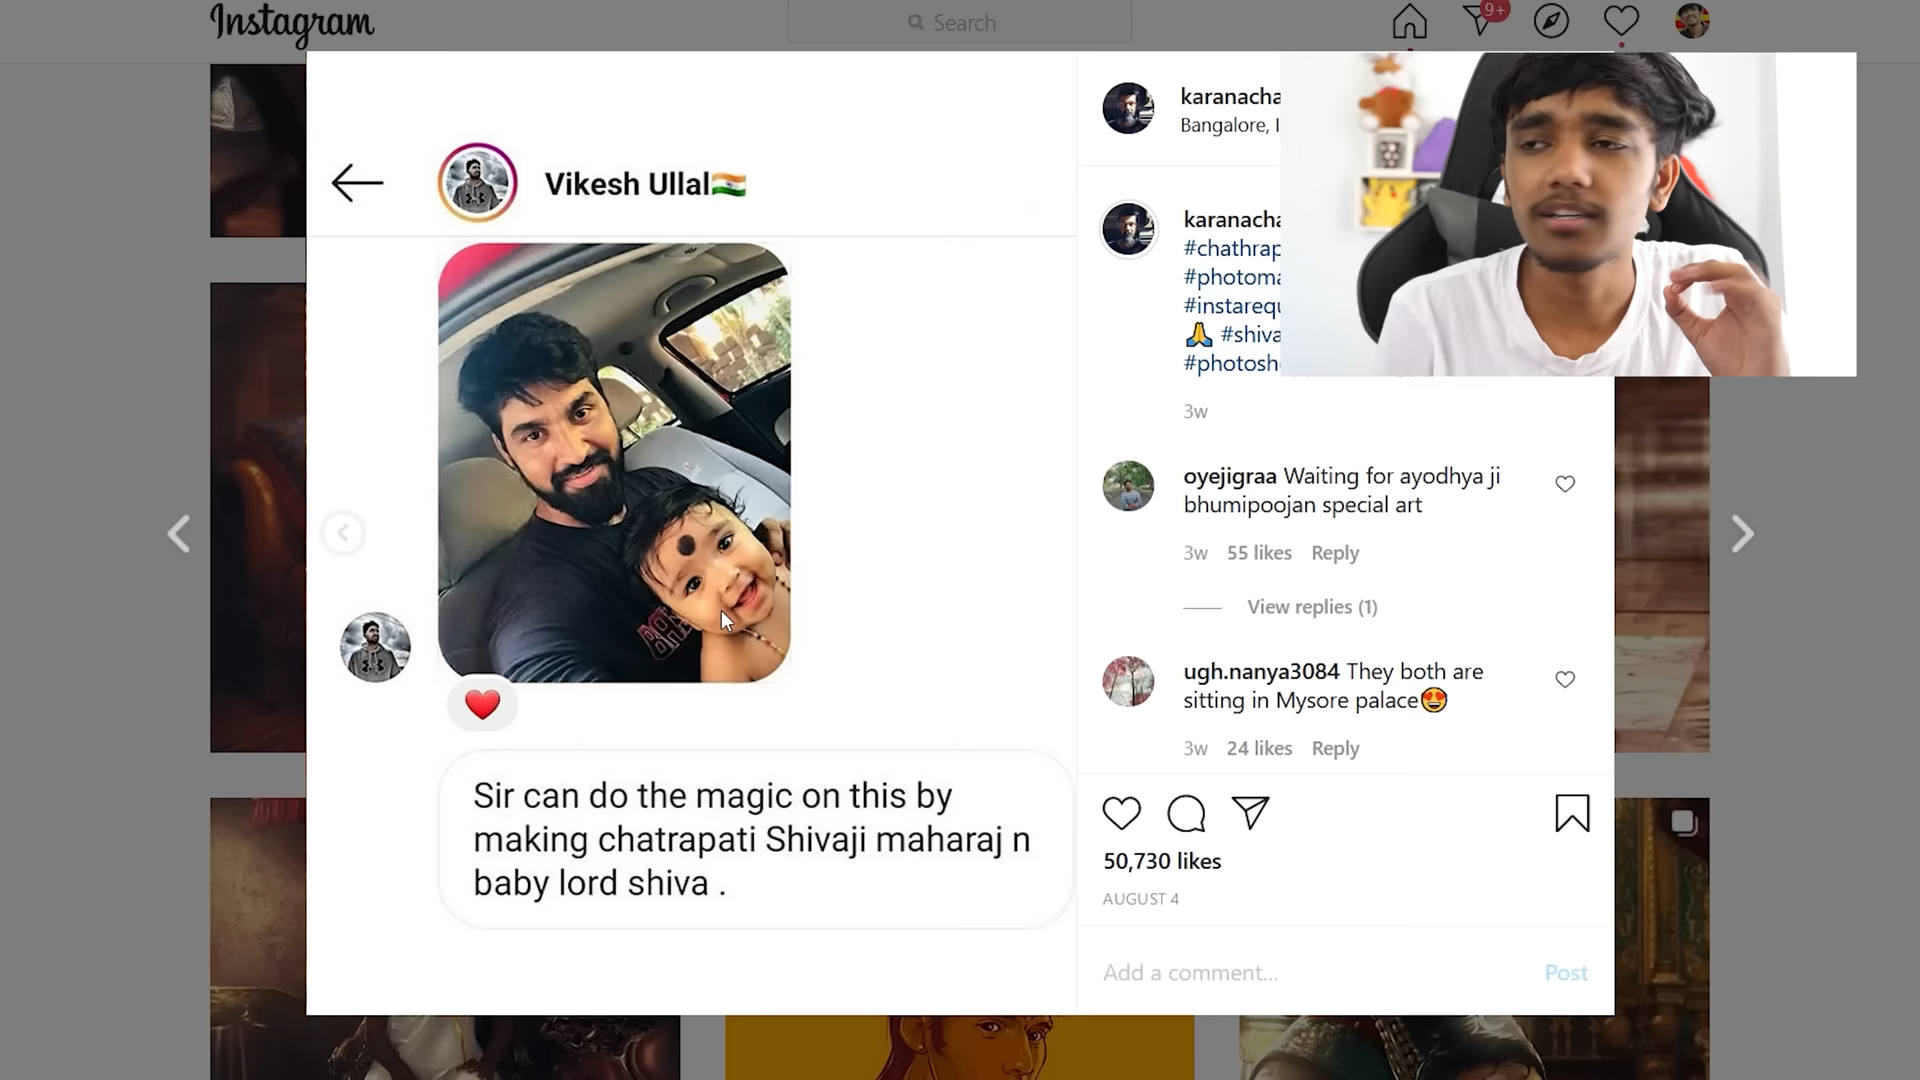 Instagram
Search
9+
Vikesh Ullal🇮🇳
Sir can do the magic on this by
making chatrapati Shivaji maharaj n
baby lord shiva .
karanacha
Bangalore, I
karanacha
#chathrap
#photoma
#instarequ
🙏 #shiva
#photosh
3w
oyejigraa Waiting for ayodhya ji
bhumipoojan special art
3w 55 likes Reply
View replies (1)
ugh.nanya3084 They both are
sitting in Mysore palace😍
3w 24 likes Reply
50,730 likes
AUGUST 4
Add a comment...
Post